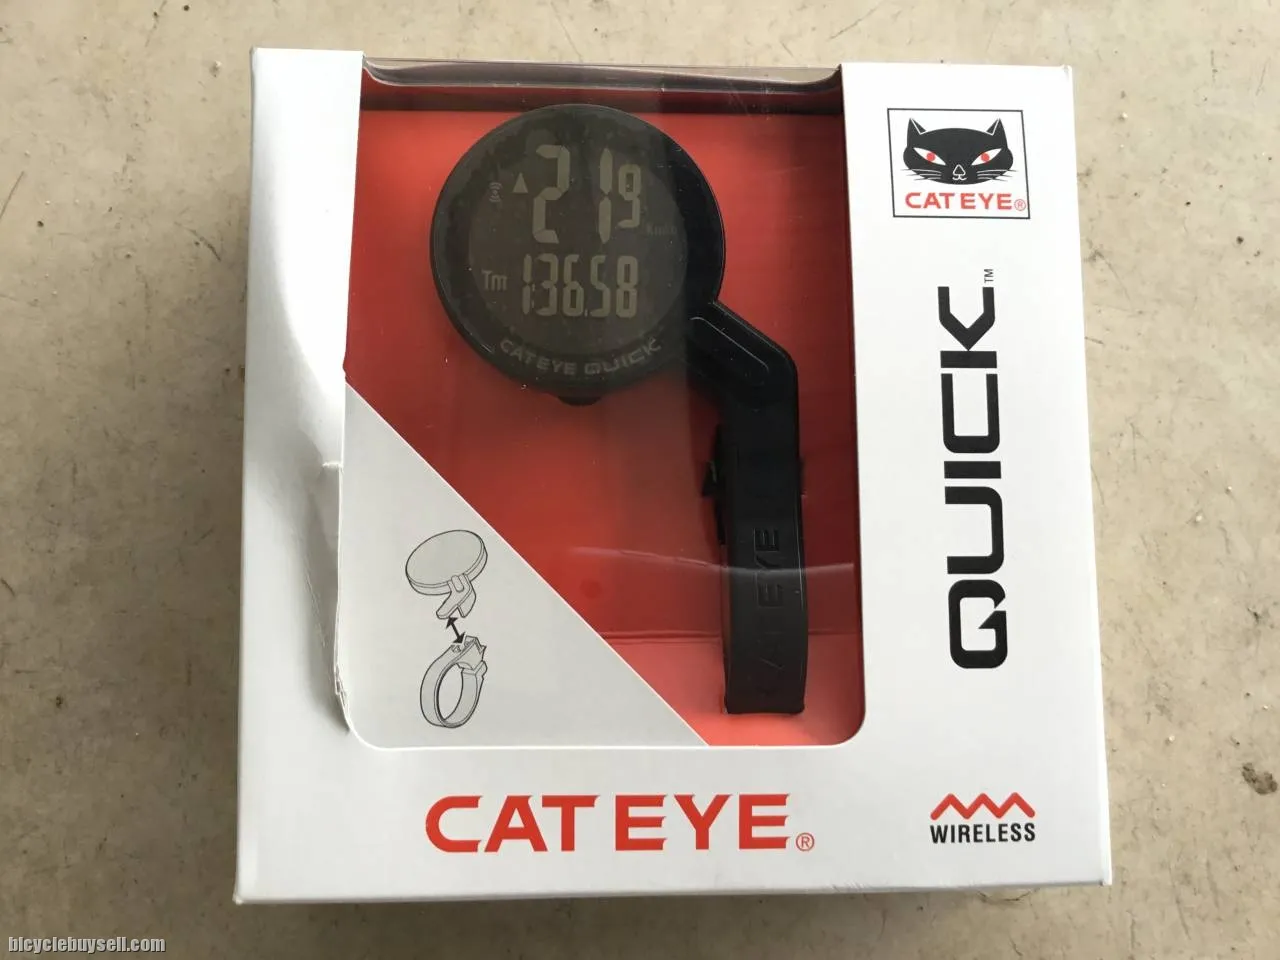 21.9
Km/h
Tm
1:36.58
CATEYE QUICK
CATEYE
CATEYE®
QUICK™
CATEYE®
WIRELESS
bicyclebuysell.com